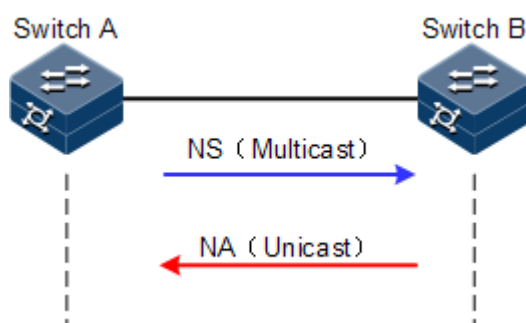 Switch A
Switch B
NS（Multicast）
NA（Unicast）